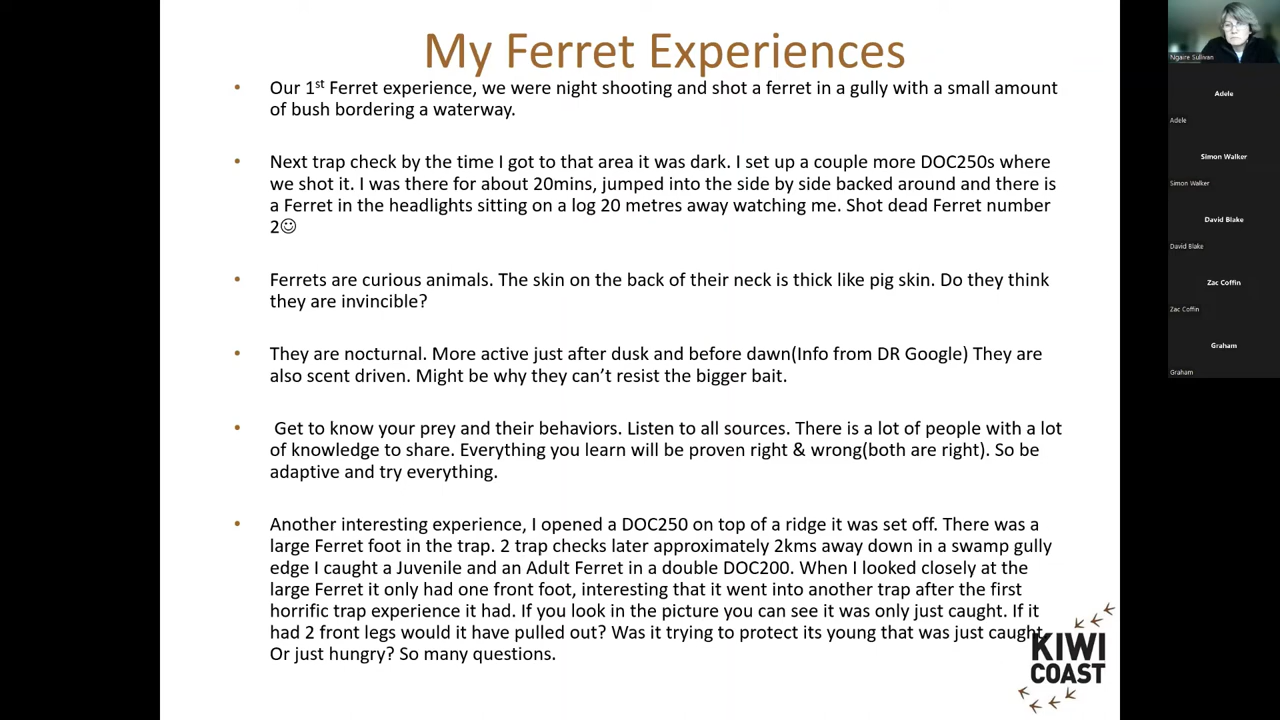 My Ferret Experiences
• Our 1st Ferret experience, we were night shooting and shot a ferret in a gully with a small amount
of bush bordering a waterway.
• Next trap check by the time I got to that area it was dark. I set up a couple more DOC250s where
we shot it. I was there for about 20mins, jumped into the side by side backed around and there is
a Ferret in the headlights sitting on a log 20 metres away watching me. Shot dead Ferret number
2☺
• Ferrets are curious animals. The skin on the back of their neck is thick like pig skin. Do they think
they are invincible?
• They are nocturnal. More active just after dusk and before dawn(Info from DR Google) They are
also scent driven. Might be why they can't resist the bigger bait.
• Get to know your prey and their behaviors. Listen to all sources. There is a lot of people with a lot
of knowledge to share. Everything you learn will be proven right & wrong(both are right). So be
adaptive and try everything.
• Another interesting experience, I opened a DOC250 on top of a ridge it was set off. There was a
large Ferret foot in the trap. 2 trap checks later approximately 2kms away down in a swamp gully
edge I caught a Juvenile and an Adult Ferret in a double DOC200. When I looked closely at the
large Ferret it only had one front foot, interesting that it went into another trap after the first
horrific trap experience it had. If you look in the picture you can see it was only just caught. If it
had 2 front legs would it have pulled out? Was it trying to protect its young that was just caught.
Or just hungry? So many questions.
KIWI
COAST
Ngaire Sullivan
Adele
Adele
Simon Walker
Simon Walker
David Blake
David Blake
Zac Coffin
Zac Coffin
Graham
Graham